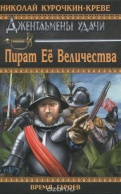 НИКОЛАЙ КУРОЧКИН-КРЕВЕ
ДЖЕНТЛЬМЕНЫ УДАЧИ
Пират Её Величества
ВРЕМЯ ГЕРОЕВ